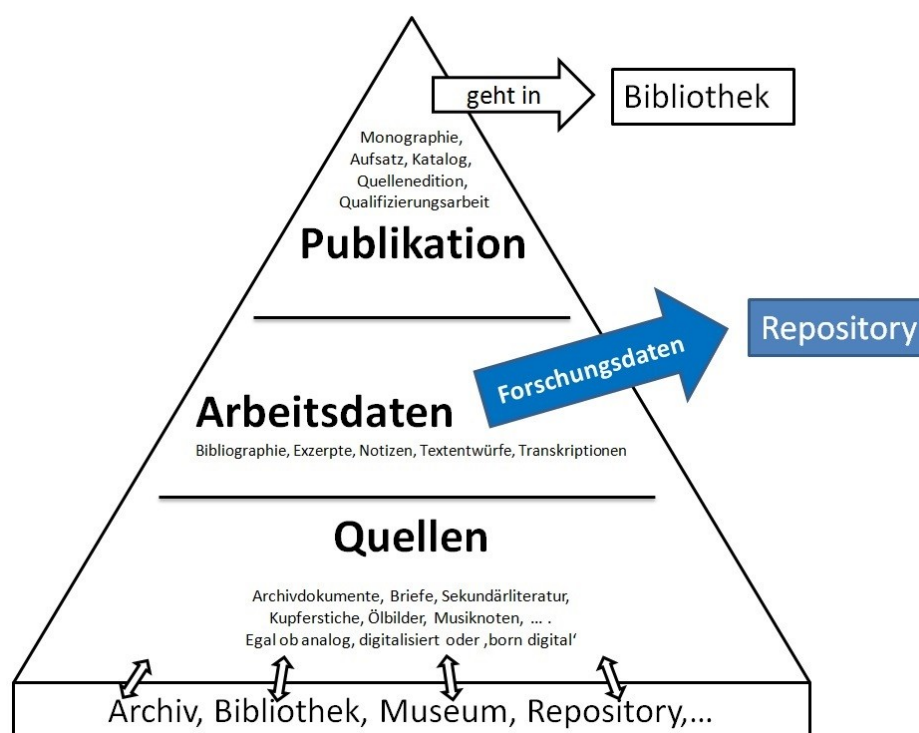 geht in
Bibliothek
Monographie,
Aufsatz, Katalog,
Quellenedition,
Qualifizierungsarbeit
Publikation
Repository
Forschungsdaten
Arbeitsdaten
Bibliographie, Exzerpte, Notizen, Textentwürfe, Transkriptionen
Quellen
Archivdokumente, Briefe, Sekundärliteratur,
Kupferstiche, Ölbilder, Musiknoten, ... .
Egal ob analog, digitalisiert oder ‚born digital‘
Archiv, Bibliothek, Museum, Repository,...